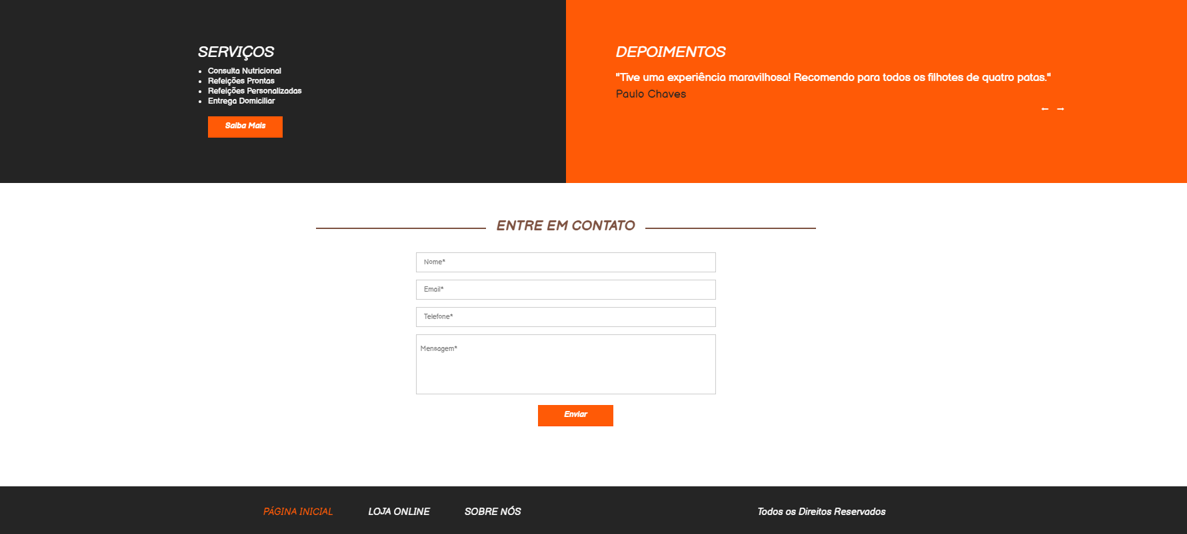 SERVIÇOS
Consulta Nutricional
Refeições Prontas
Refeições Personalizadas
Entrega Domiciliar
Saiba Mais
DEPOIMENTOS
"Tive uma experiência maravilhosa! Recomendo para todos os filhotes de quatro patas."
Paulo Chaves
← →
ENTRE EM CONTATO
Nome*
Email*
Telefone*
Mensagem*
Enviar
PÁGINA INICIAL LOJA ONLINE SOBRE NÓS Todos os Direitos Reservados